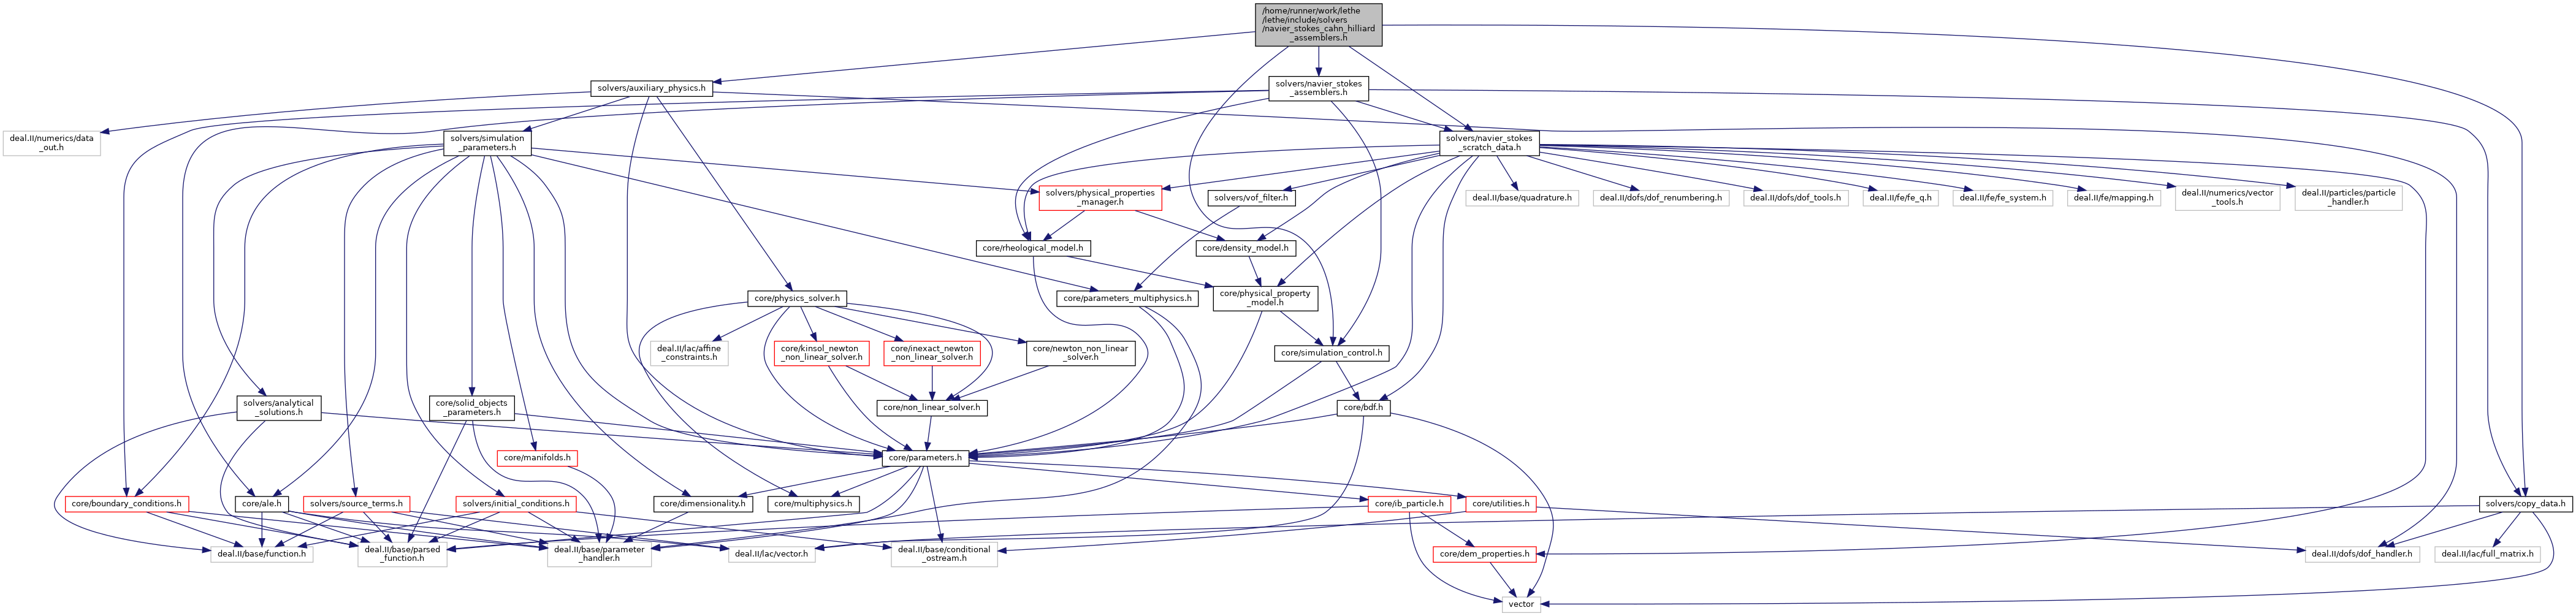 /home/runner/work/lethe
/lethe/include/solvers
/navier_stokes_cahn_hilliard
_assemblers.h
solvers/auxiliary_physics.h
solvers/navier_stokes
_assemblers.h
deal.II/numerics/data
_out.h
solvers/simulation
_parameters.h
solvers/navier_stokes
_scratch_data.h
solvers/physical_properties
_manager.h
solvers/vof_filter.h
deal.II/base/quadrature.h
deal.II/dofs/dof_renumbering.h
deal.II/dofs/dof_tools.h
deal.II/fe/fe_q.h
deal.II/fe/fe_system.h
deal.II/fe/mapping.h
deal.II/numerics/vector
_tools.h
deal.II/particles/particle
_handler.h
core/rheological_model.h
core/density_model.h
core/physics_solver.h
core/parameters_multiphysics.h
core/physical_property
_model.h
deal.II/lac/affine
_constraints.h
core/kinsol_newton
_non_linear_solver.h
core/inexact_newton
_non_linear_solver.h
core/newton_non_linear
_solver.h
core/simulation_control.h
solvers/analytical
_solutions.h
core/solid_objects
_parameters.h
core/non_linear_solver.h
core/bdf.h
core/manifolds.h
core/parameters.h
core/boundary_conditions.h
core/ale.h
solvers/source_terms.h
solvers/initial_conditions.h
core/dimensionality.h
core/multiphysics.h
core/ib_particle.h
core/utilities.h
solvers/copy_data.h
deal.II/base/function.h
deal.II/base/parsed
_function.h
deal.II/base/parameter
_handler.h
deal.II/lac/vector.h
deal.II/base/conditional
_ostream.h
core/dem_properties.h
deal.II/dofs/dof_handler.h
deal.II/lac/full_matrix.h
vector